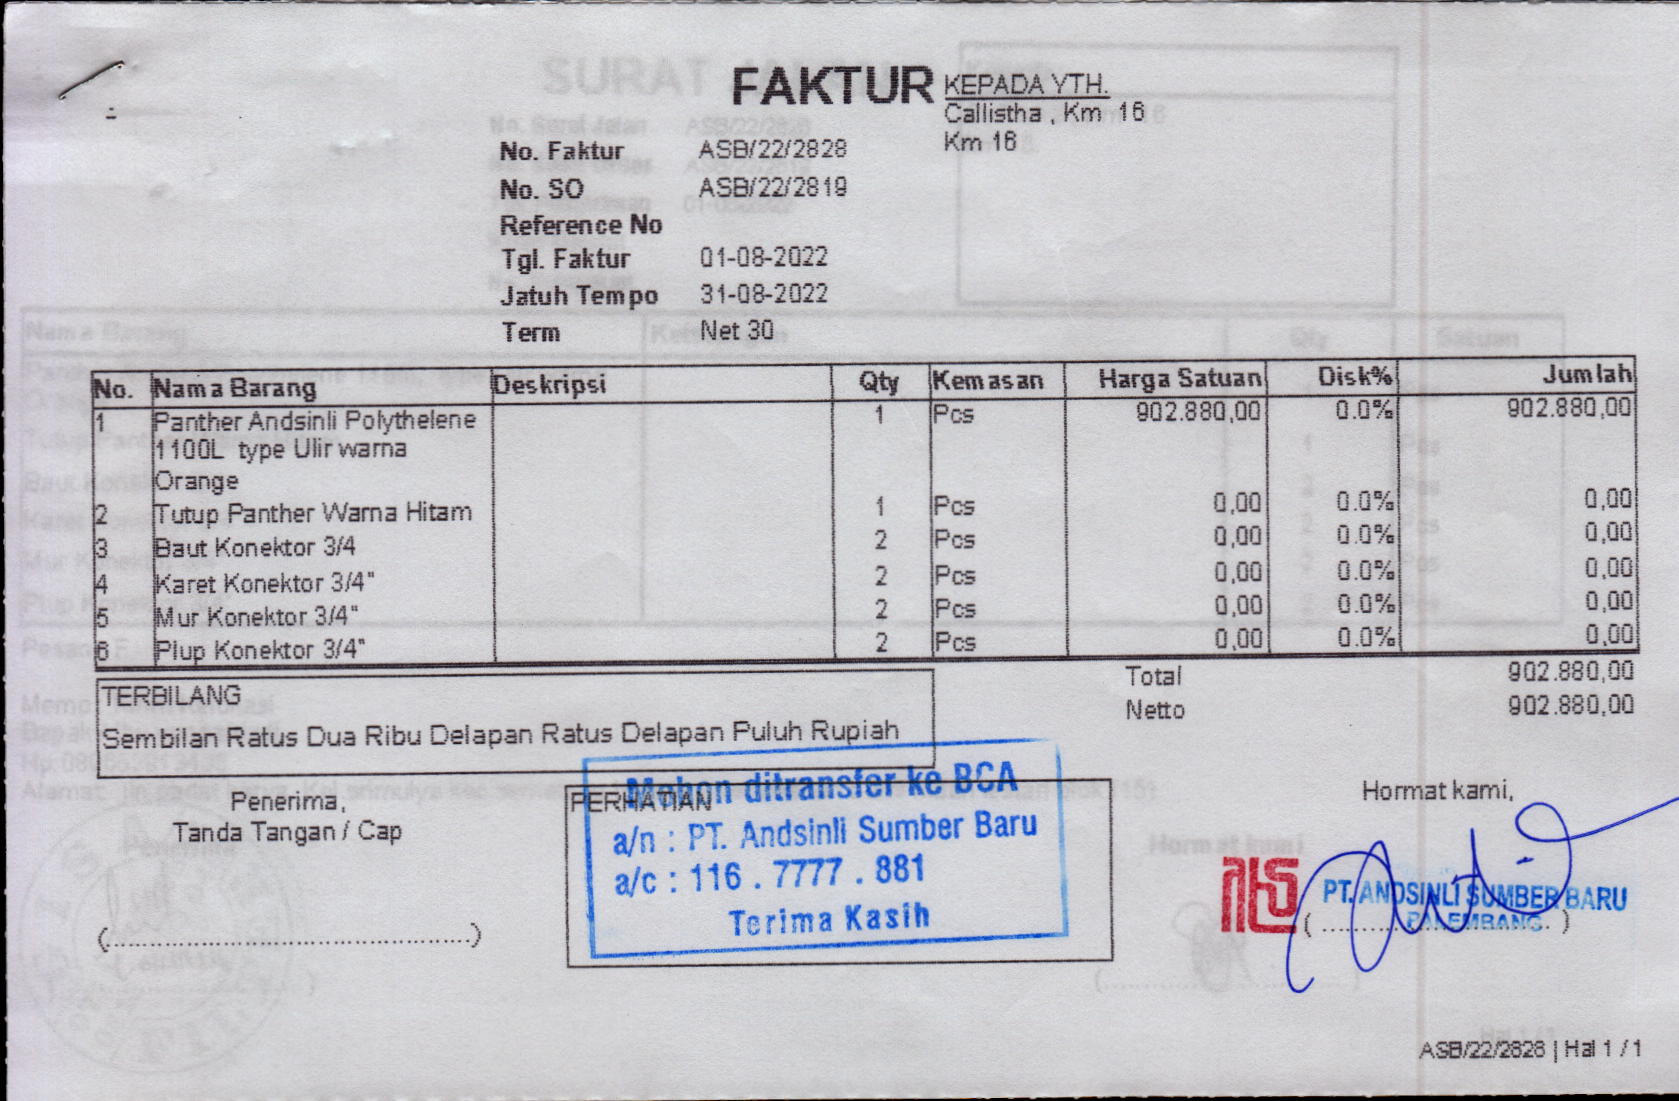 FAKTUR
KEPADA YTH.
Callistha , Km 16
Km 16
No. Faktur ASB/22/2828
No. SO ASB/22/2819
Reference No
Tgl. Faktur 01-08-2022
Jatuh Tempo 31-08-2022
Term Net 30
No. Nama Barang Deskripsi Qty Kemasan Harga Satuan Disk% Jumlah
1 Panther Andsinli Polythelene 1 Pcs 902.880,00 0.0% 902.880,00
1100L type Ulir warna
Orange
2 Tutup Panther Warna Hitam 1 Pcs 0,00 0.0% 0,00
3 Baut Konektor 3/4 2 Pcs 0,00 0.0% 0,00
4 Karet Konektor 3/4" 2 Pcs 0,00 0.0% 0,00
5 Mur Konektor 3/4" 2 Pcs 0,00 0.0% 0,00
6 Plup Konektor 3/4" 2 Pcs 0,00 0.0% 0,00
Total 902.880,00
Netto 902.880,00
TERBILANG
Sembilan Ratus Dua Ribu Delapan Ratus Delapan Puluh Rupiah
Penerima,
Tanda Tangan / Cap
(............................................)
PERHATIAN
Mohon ditransfer ke BCA
a/n : PT. Andsinli Sumber Baru
a/c : 116 . 7777 . 881
Terima Kasih
Hormat kami,
PT. ANDSINLI SUMBER BARU
PALEMBANG
ASB/22/2828 | Hal 1 / 1